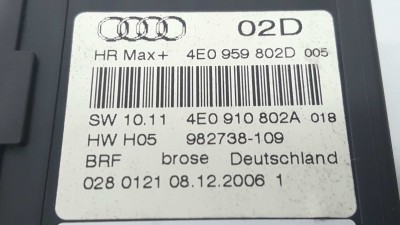 02D
HR Max+ 4E0 959 802D 005
SW 10.11 4E0 910 802A 018
HW H05 982738-109
BRF brose Deutschland
028 0121 08.12.2006 1